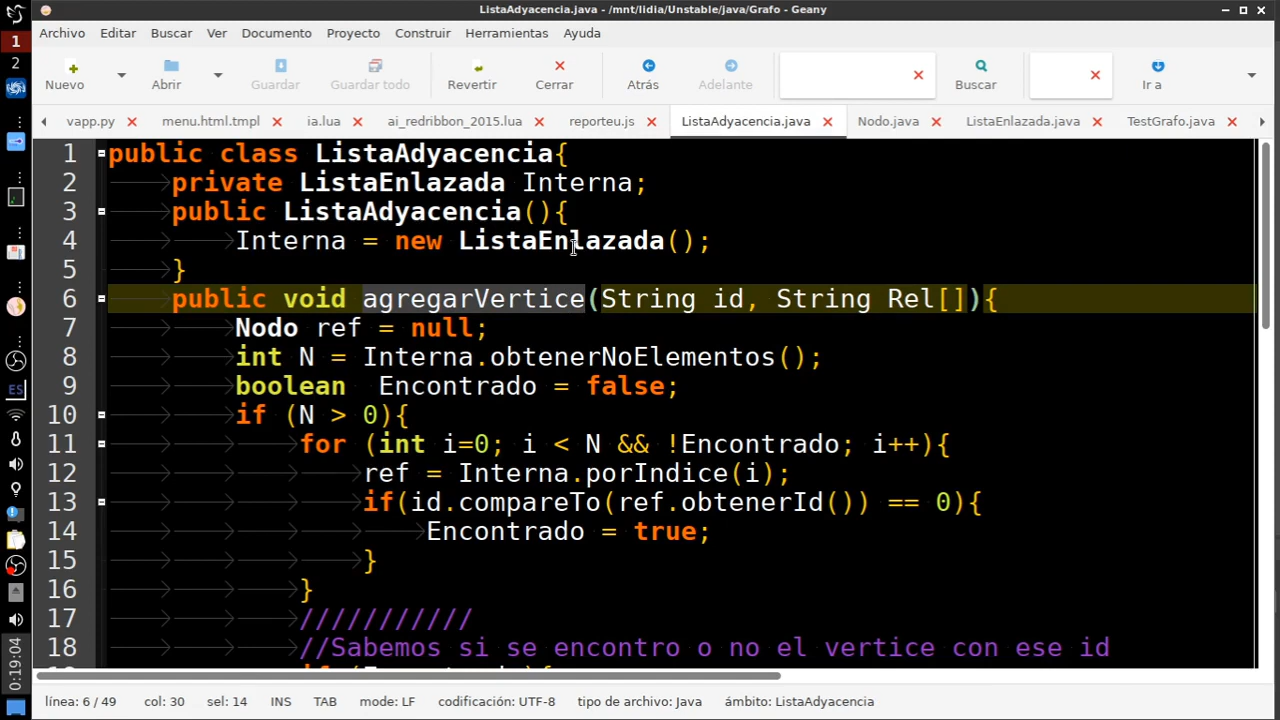 ListaAdyacencia.java - /mnt/lidia/Unstable/java/Grafo - Geany
Archivo Editar Buscar Ver Documento Proyecto Construir Herramientas Ayuda
Nuevo Abrir Guardar Guardar todo Revertir Cerrar Atrás Adelante Buscar Ir a
vapp.py menu.html.tmpl ia.lua ai_redribbon_2015.lua reporteu.js ListaAdyacencia.java Nodo.java ListaEnlazada.java TestGrafo.java
1 public class ListaAdyacencia{
2 private ListaEnlazada Interna;
3 public ListaAdyacencia(){
4 Interna = new ListaEnlazada();
5 }
6 public void agregarVertice(String id, String Rel[]){
7 Nodo ref = null;
8 int N = Interna.obtenerNoElementos();
9 boolean  Encontrado = false;
10 if (N > 0){
11 for (int i=0; i < N && !Encontrado; i++){
12 ref = Interna.porIndice(i);
13 if(id.compareTo(ref.obtenerId()) == 0){
14 Encontrado = true;
15 }
16 }
17 ///////////
18 //Sabemos si se encontro o no el vertice con ese id
línea: 6 / 49 col: 30 sel: 14 INS TAB mode: LF codificación: UTF-8 tipo de archivo: Java ámbito: ListaAdyacencia
1
2
ES
0:19:04